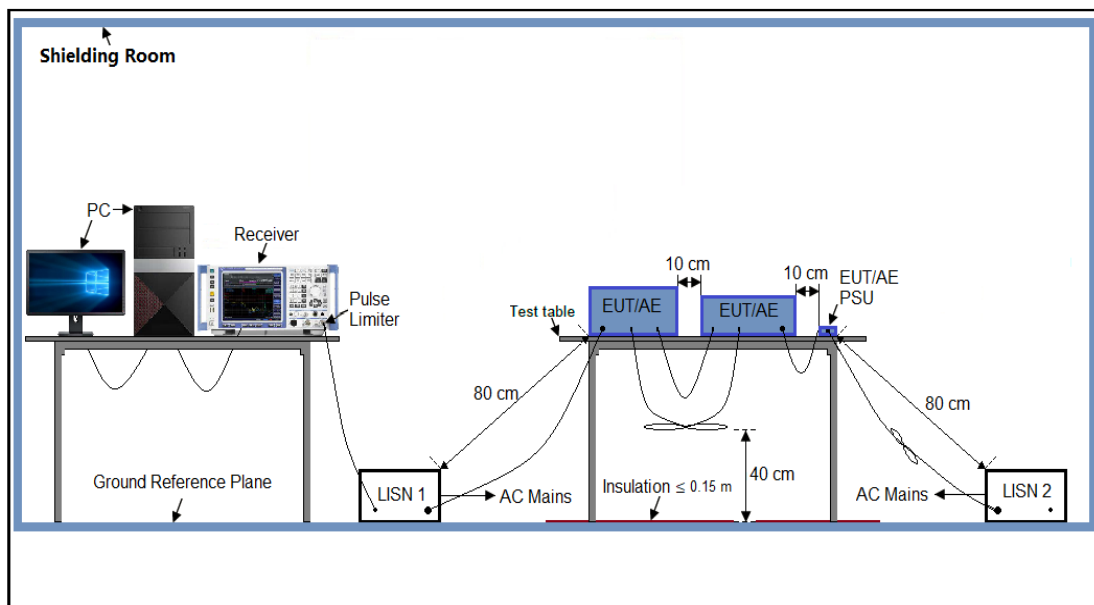 Shielding Room
PC
Receiver
Pulse
Limiter
10 cm
10 cm
EUT/AE
PSU
EUT/AE
EUT/AE
Test table
80 cm
80 cm
40 cm
Ground Reference Plane
LISN 1
AC Mains
Insulation ≤ 0.15 m
AC Mains
LISN 2